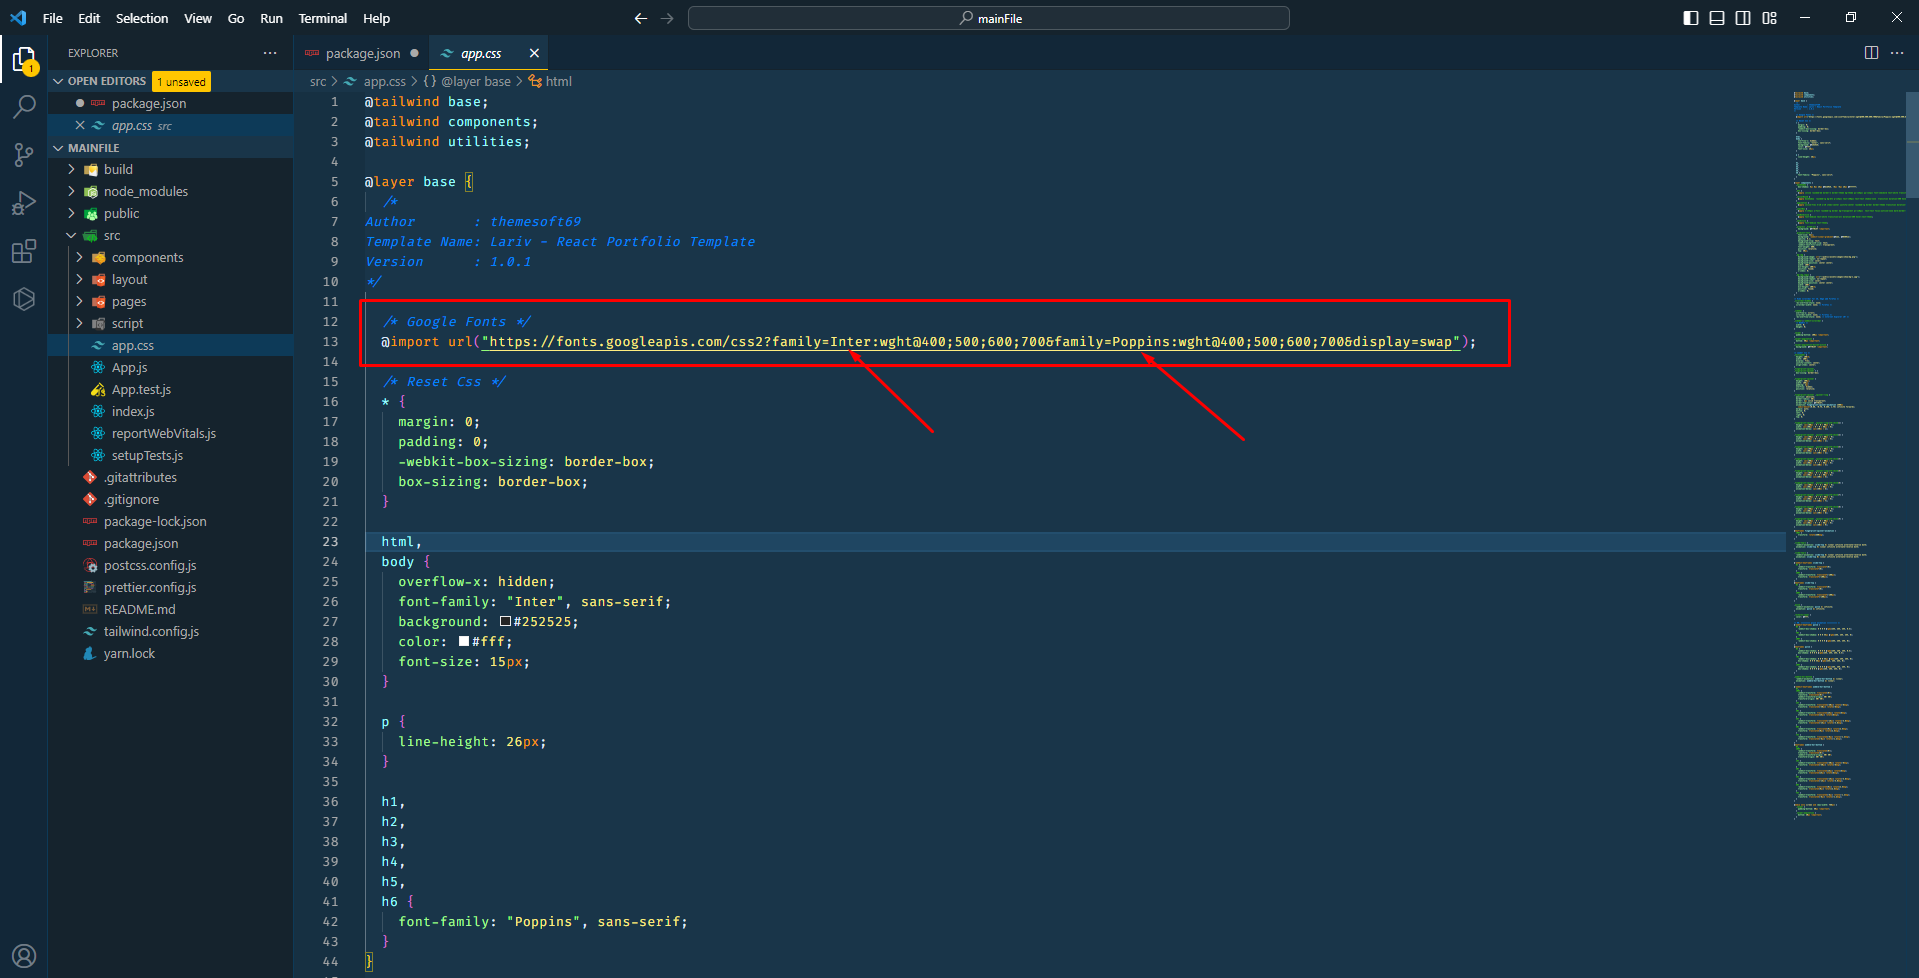 File Edit Selection View Go Run Terminal Help
mainFile
EXPLORER
OPEN EDITORS 1 unsaved
package.json
app.css src
MAINFILE
build
node_modules
public
src
components
layout
pages
script
app.css
App.js
App.test.js
index.js
reportWebVitals.js
setupTests.js
.gitattributes
.gitignore
package-lock.json
package.json
postcss.config.js
prettier.config.js
README.md
tailwind.config.js
yarn.lock
1
package.json
app.css
src > app.css > {} @layer base > html
1 @tailwind base;
2 @tailwind components;
3 @tailwind utilities;
4
5 @layer base {
6 /*
7 Author : themesoft69
8 Template Name: Lariv - React Portfolio Template
9 Version : 1.0.1
10 */
11
12 /* Google Fonts */
13 @import url("https://fonts.googleapis.com/css2?family=Inter:wght@400;500;600;700&family=Poppins:wght@400;500;600;700&display=swap");
14
15 /* Reset Css */
16 * {
17 margin: 0;
18 padding: 0;
19 -webkit-box-sizing: border-box;
20 box-sizing: border-box;
21 }
22
23 html,
24 body {
25 overflow-x: hidden;
26 font-family: "Inter", sans-serif;
27 background: #252525;
28 color: #fff;
29 font-size: 15px;
30 }
31
32 p {
33 line-height: 26px;
34 }
35
36 h1,
37 h2,
38 h3,
39 h4,
40 h5,
41 h6 {
42 font-family: "Poppins", sans-serif;
43 }
44 }